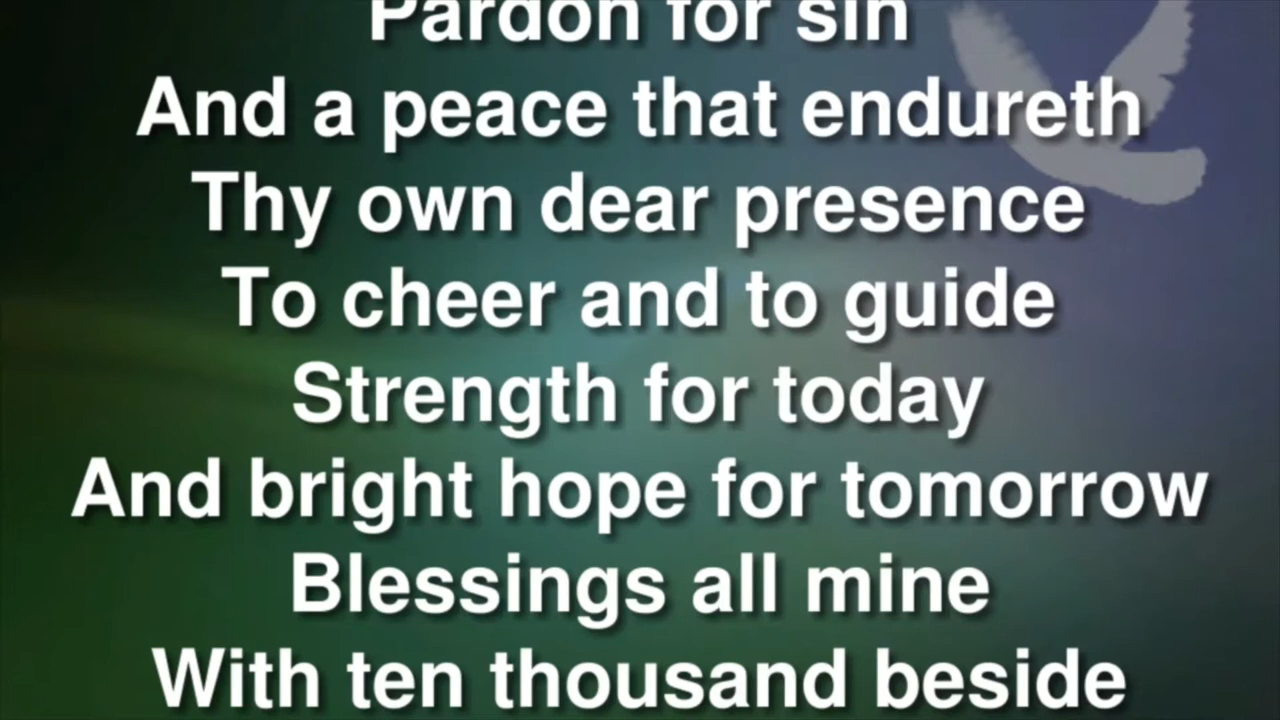 Pardon for sin
And a peace that endureth
Thy own dear presence
To cheer and to guide
Strength for today
And bright hope for tomorrow
Blessings all mine
With ten thousand beside